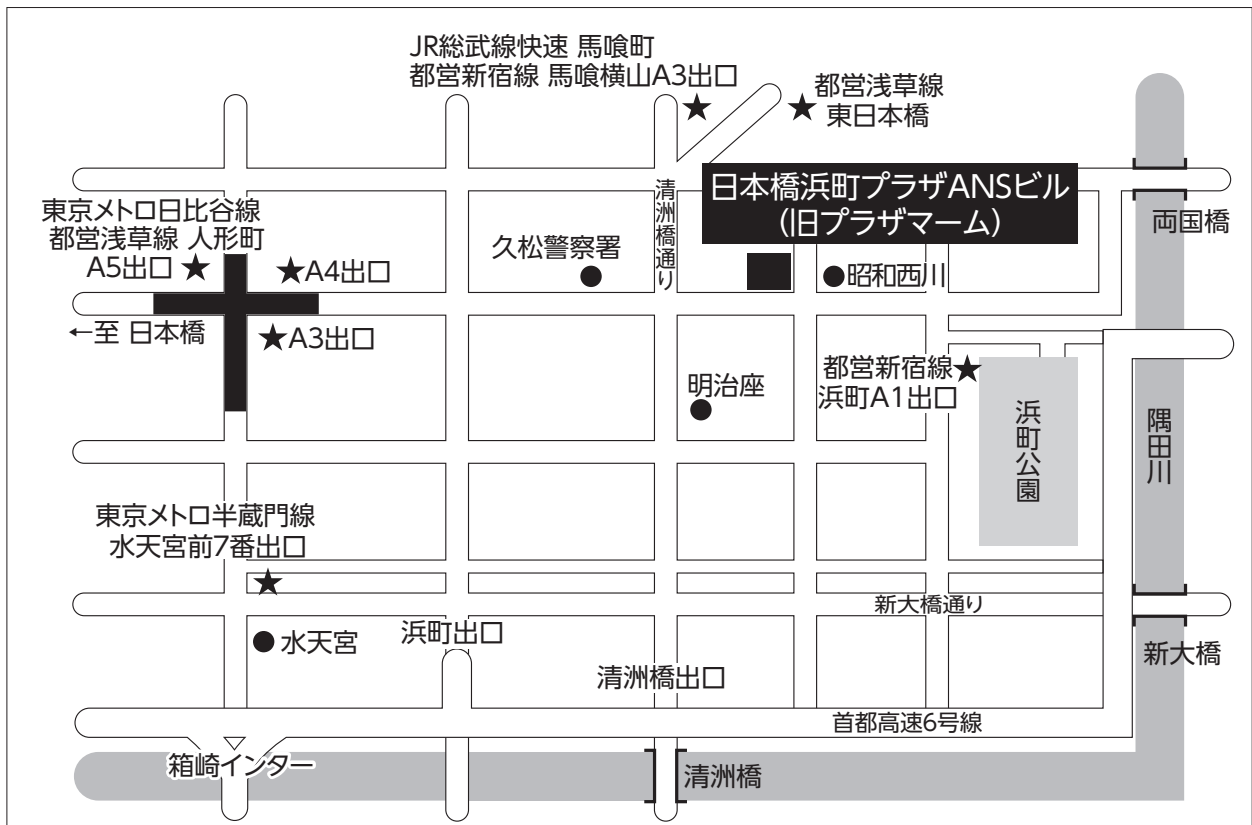 JR総武線快速 馬喰町
都営新宿線 馬喰横山A3出口
都営浅草線
東日本橋
日本橋浜町プラザANSビル
(旧プラザマーム)
清洲橋通り
両国橋
東京メトロ日比谷線
都営浅草線 人形町
A5出口
A4出口
久松警察署
昭和西川
←至 日本橋
A3出口
明治座
都営新宿線
浜町A1出口
浜町公園
隅田川
東京メトロ半蔵門線
水天宮前7番出口
新大橋通り
水天宮
浜町出口
新大橋
清洲橋出口
首都高速6号線
箱崎インター
清洲橋